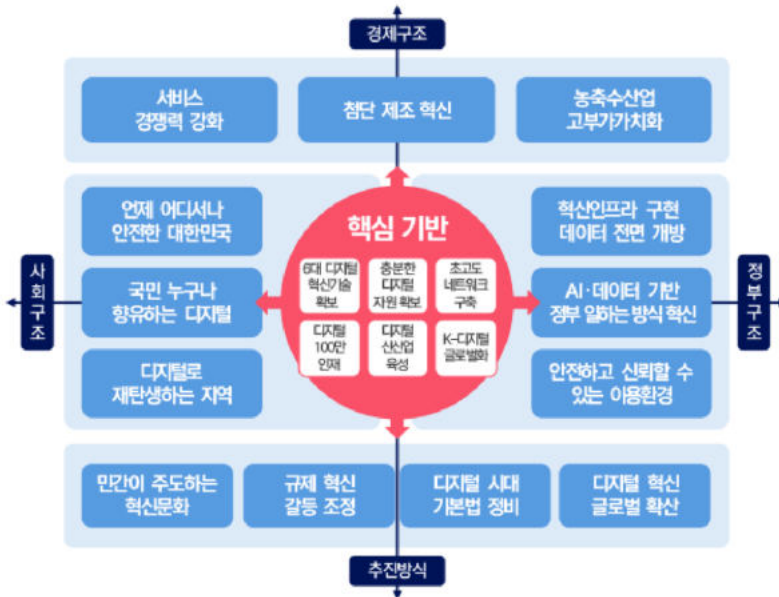 경제구조
서비스
경쟁력 강화
첨단 제조 혁신
농축수산업
고부가가치화
사회구조
언제 어디서나
안전한 대한민국
국민 누구나
향유하는 디지털
디지털로
재탄생하는 지역
핵심 기반
6대 디지털
혁신기술
확보
충분한
디지털
자원 확보
초고도
네트워크
구축
디지털
100만
인재
디지털
신산업
육성
K-디지털
글로벌화
혁신인프라 구현
데이터 전면 개방
AI·데이터 기반
정부 일하는 방식 혁신
안전하고 신뢰할 수
있는 이용환경
정부구조
민간이 주도하는
혁신문화
규제 혁신
갈등 조정
디지털 시대
기본법 정비
디지털 혁신
글로벌 확산
추진방식